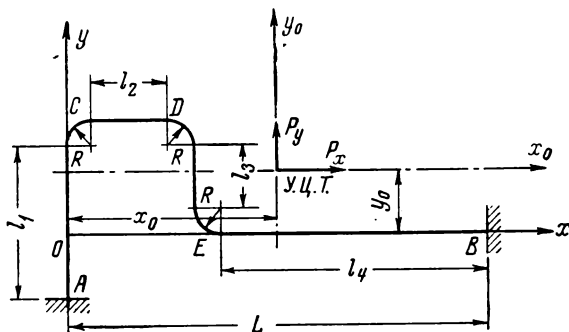 y y₀
l₂
C D
P_y P_x
R R x₀
У.Ц.Т.
l₁ R l₃ y₀
x₀
O E B x
A l₄
L